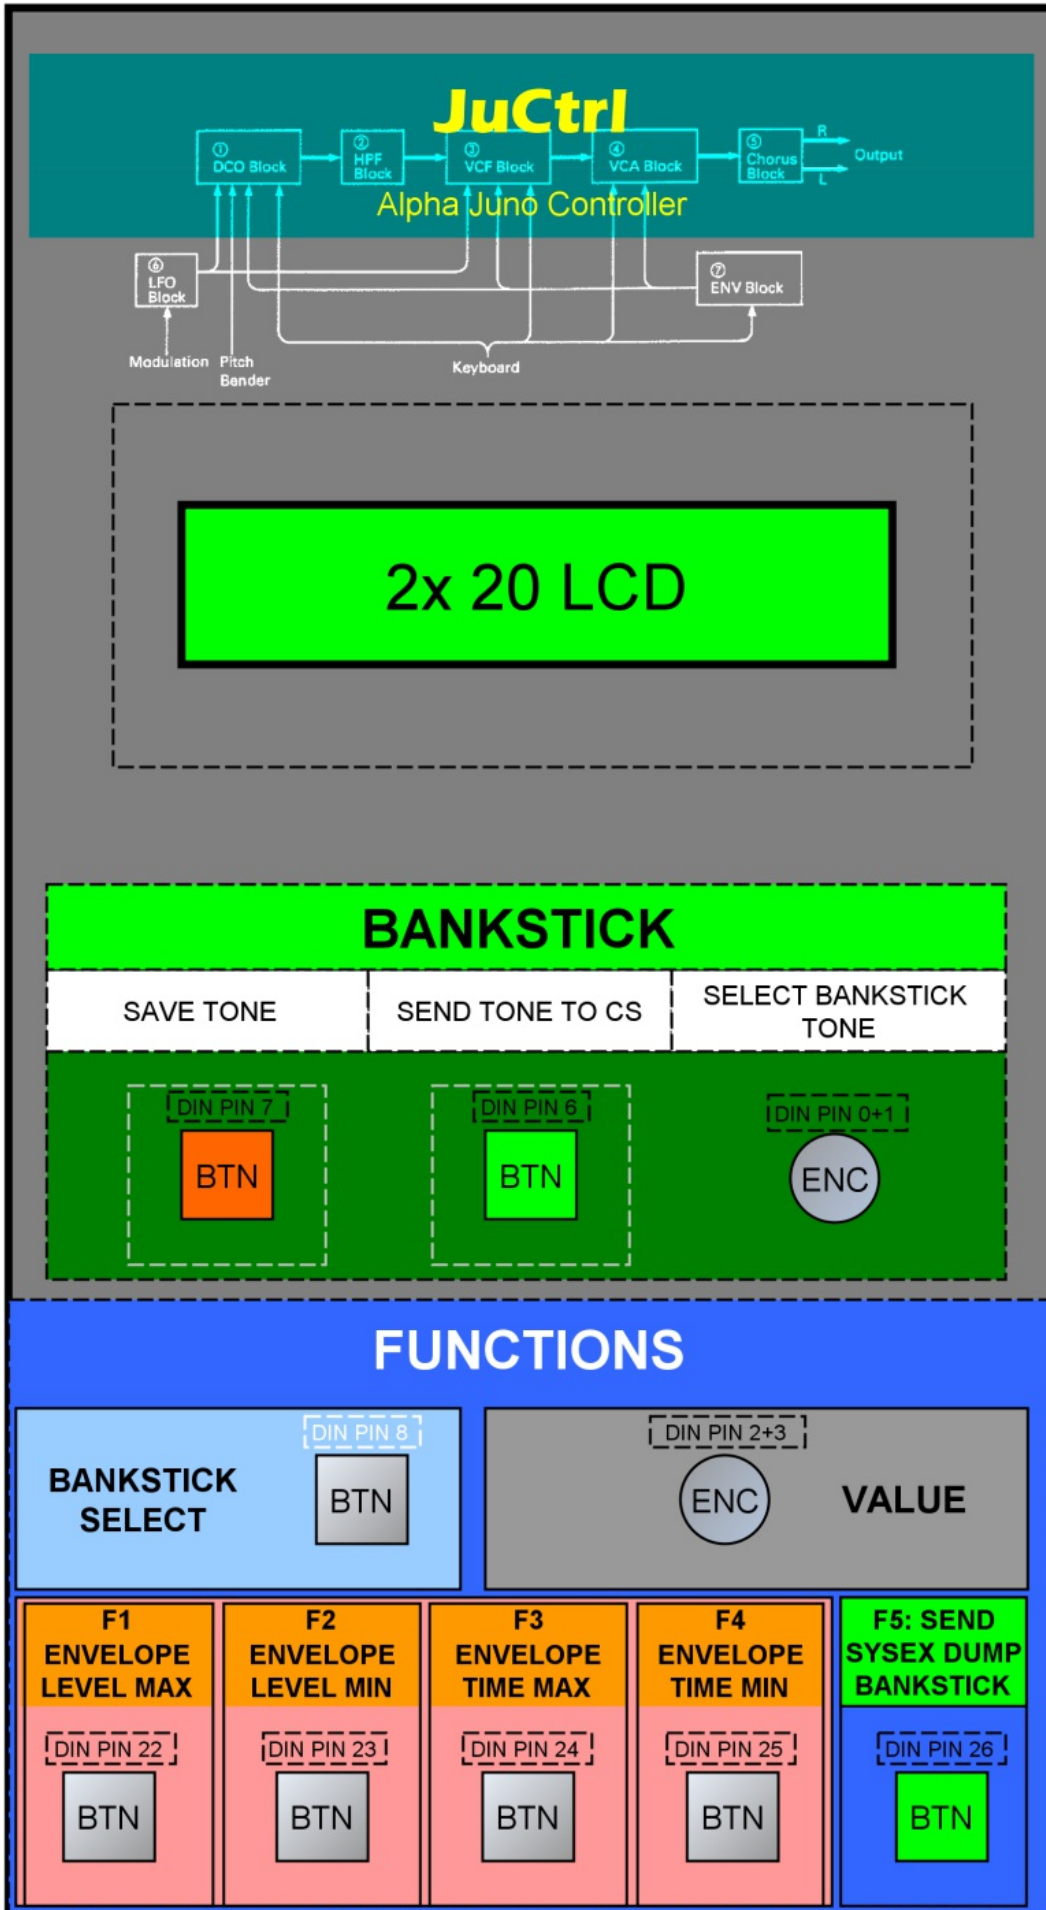 JuCtrl
① DCO Block
② HPF Block
③ VCF Block
④ VCA Block
⑤ Chorus Block
R
L
Output
Alpha Juno Controller
⑥ LFO Block
⑦ ENV Block
Modulation
Pitch Bender
Keyboard
2x 20 LCD
BANKSTICK
SAVE TONE
SEND TONE TO CS
SELECT BANKSTICK
TONE
DIN PIN 7
DIN PIN 6
DIN PIN 0+1
BTN
BTN
ENC
FUNCTIONS
DIN PIN 8
BANKSTICK
SELECT
BTN
DIN PIN 2+3
ENC
VALUE
F1
ENVELOPE
LEVEL MAX
F2
ENVELOPE
LEVEL MIN
F3
ENVELOPE
TIME MAX
F4
ENVELOPE
TIME MIN
F5: SEND
SYSEX DUMP
BANKSTICK
DIN PIN 22
DIN PIN 23
DIN PIN 24
DIN PIN 25
DIN PIN 26
BTN
BTN
BTN
BTN
BTN